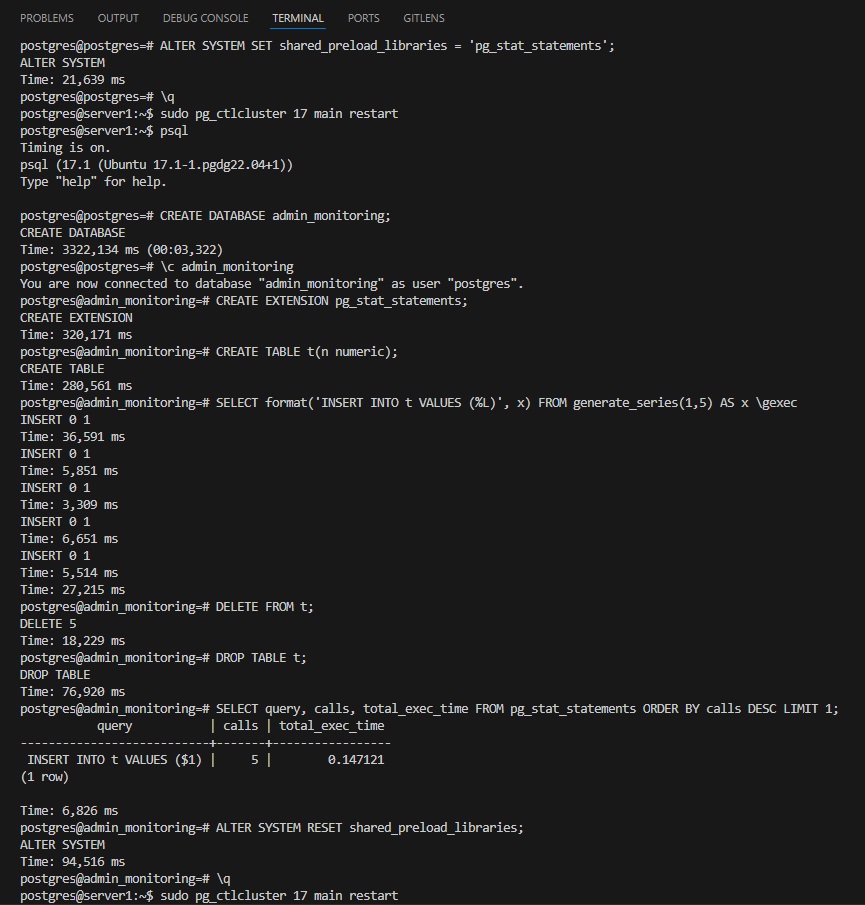 PROBLEMS OUTPUT DEBUG CONSOLE TERMINAL PORTS GITLENS
postgres@postgres=# ALTER SYSTEM SET shared_preload_libraries = 'pg_stat_statements';
ALTER SYSTEM
Time: 21,639 ms
postgres@postgres=# \q
postgres@server1:~$ sudo pg_ctlcluster 17 main restart
postgres@server1:~$ psql
Timing is on.
psql (17.1 (Ubuntu 17.1-1.pgdg22.04+1))
Type "help" for help.

postgres@postgres=# CREATE DATABASE admin_monitoring;
CREATE DATABASE
Time: 3322,134 ms (00:03,322)
postgres@postgres=# \c admin_monitoring
You are now connected to database "admin_monitoring" as user "postgres".
postgres@admin_monitoring=# CREATE EXTENSION pg_stat_statements;
CREATE EXTENSION
Time: 320,171 ms
postgres@admin_monitoring=# CREATE TABLE t(n numeric);
CREATE TABLE
Time: 280,561 ms
postgres@admin_monitoring=# SELECT format('INSERT INTO t VALUES (%L)', x) FROM generate_series(1,5) AS x \gexec
INSERT 0 1
Time: 36,591 ms
INSERT 0 1
Time: 5,851 ms
INSERT 0 1
Time: 3,309 ms
INSERT 0 1
Time: 6,651 ms
INSERT 0 1
Time: 5,514 ms
Time: 27,215 ms
postgres@admin_monitoring=# DELETE FROM t;
DELETE 5
Time: 18,229 ms
postgres@admin_monitoring=# DROP TABLE t;
DROP TABLE
Time: 76,920 ms
postgres@admin_monitoring=# SELECT query, calls, total_exec_time FROM pg_stat_statements ORDER BY calls DESC LIMIT 1;
           query           | calls | total_exec_time
---------------------------+-------+-----------------
 INSERT INTO t VALUES ($1) |     5 |        0.147121
(1 row)

Time: 6,826 ms
postgres@admin_monitoring=# ALTER SYSTEM RESET shared_preload_libraries;
ALTER SYSTEM
Time: 94,516 ms
postgres@admin_monitoring=# \q
postgres@server1:~$ sudo pg_ctlcluster 17 main restart